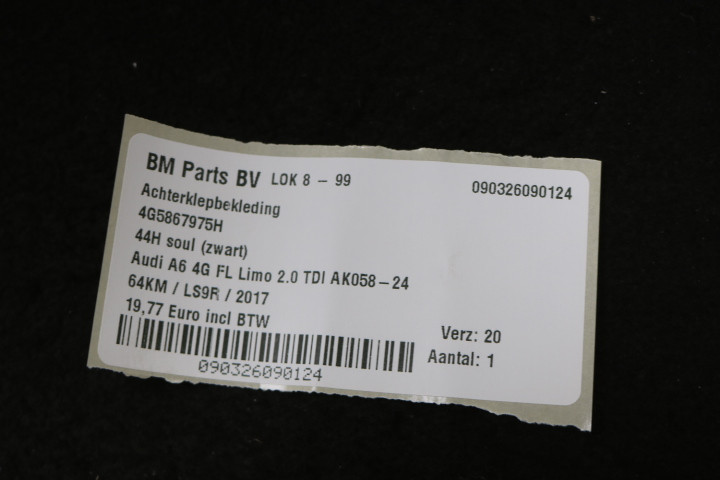 BM Parts BV LOK 8 - 99 090326090124
Achterklepbekleding
4G5867975H
44H soul (zwart)
Audi A6 4G FL Limo 2.0 TDI AK058-24
64KM / LS9R / 2017
19,77 Euro incl BTW
Verz: 20
Aantal: 1
090326090124